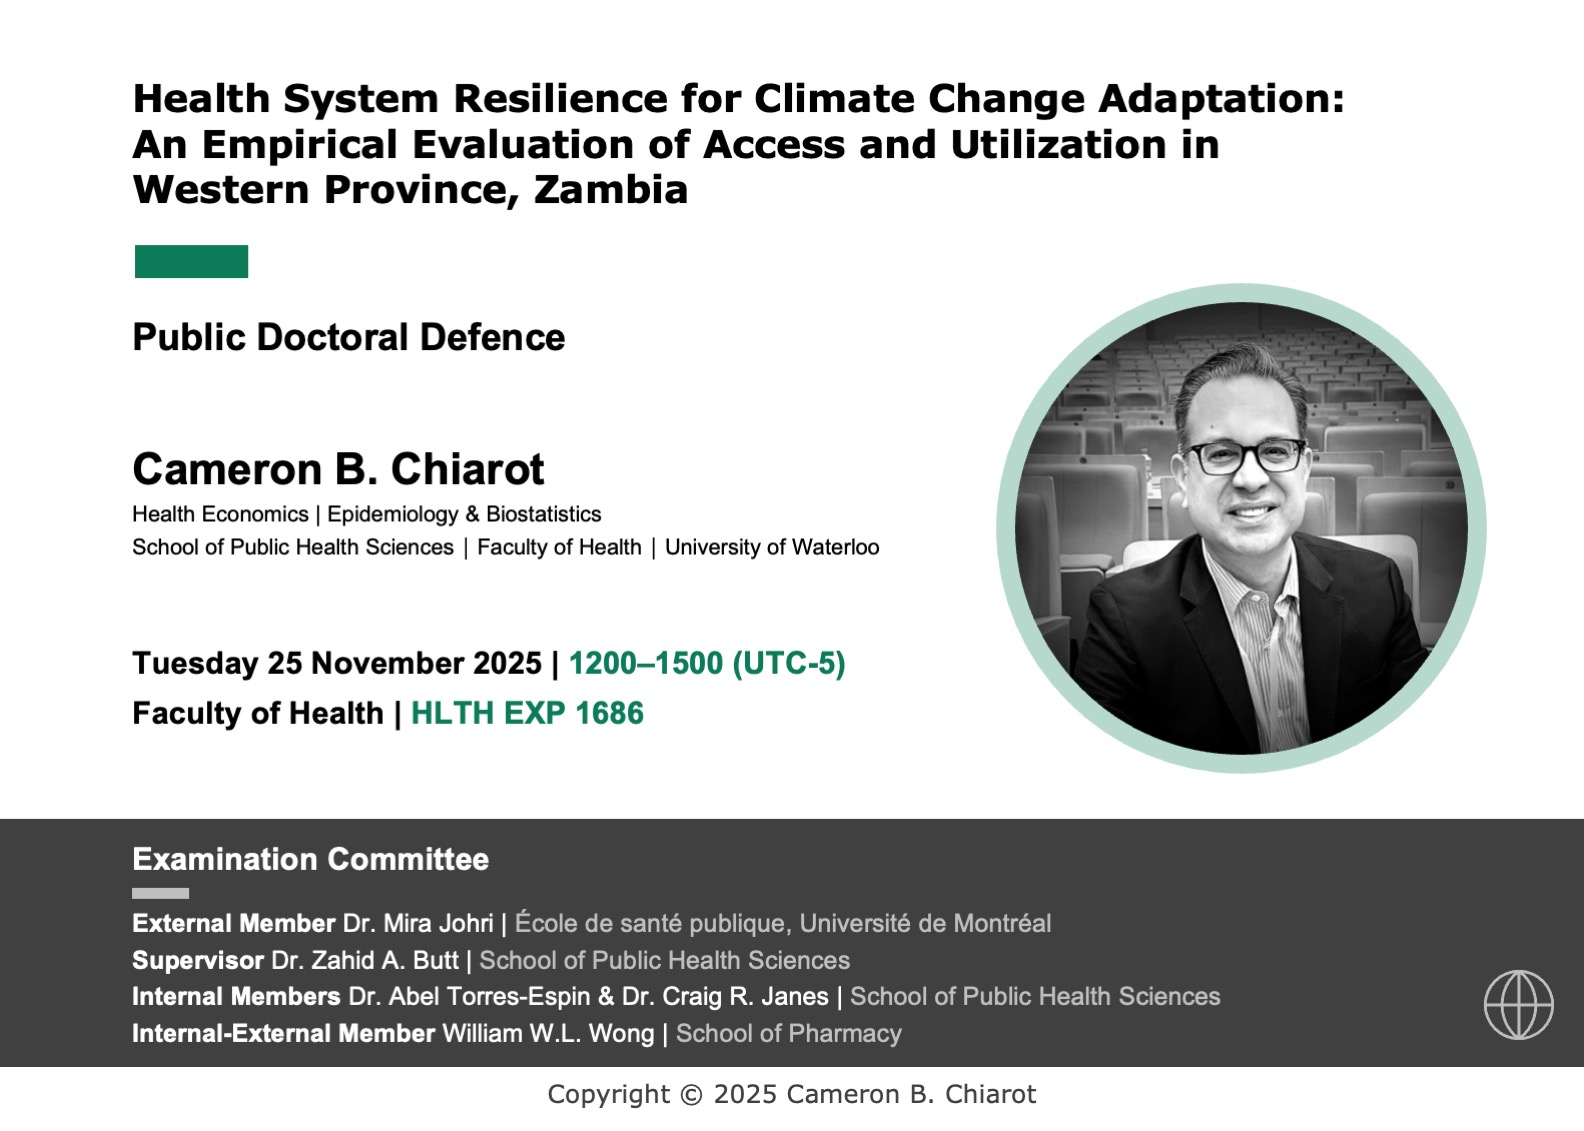 Health System Resilience for Climate Change Adaptation:
An Empirical Evaluation of Access and Utilization in
Western Province, Zambia
Public Doctoral Defence
Cameron B. Chiarot
Health Economics | Epidemiology & Biostatistics
School of Public Health Sciences | Faculty of Health | University of Waterloo
Tuesday 25 November 2025 | 1200–1500 (UTC-5)
Faculty of Health | HLTH EXP 1686
Examination Committee
External Member Dr. Mira Johri | École de santé publique, Université de Montréal
Supervisor Dr. Zahid A. Butt | School of Public Health Sciences
Internal Members Dr. Abel Torres-Espin & Dr. Craig R. Janes | School of Public Health Sciences
Internal-External Member William W.L. Wong | School of Pharmacy
Copyright © 2025 Cameron B. Chiarot